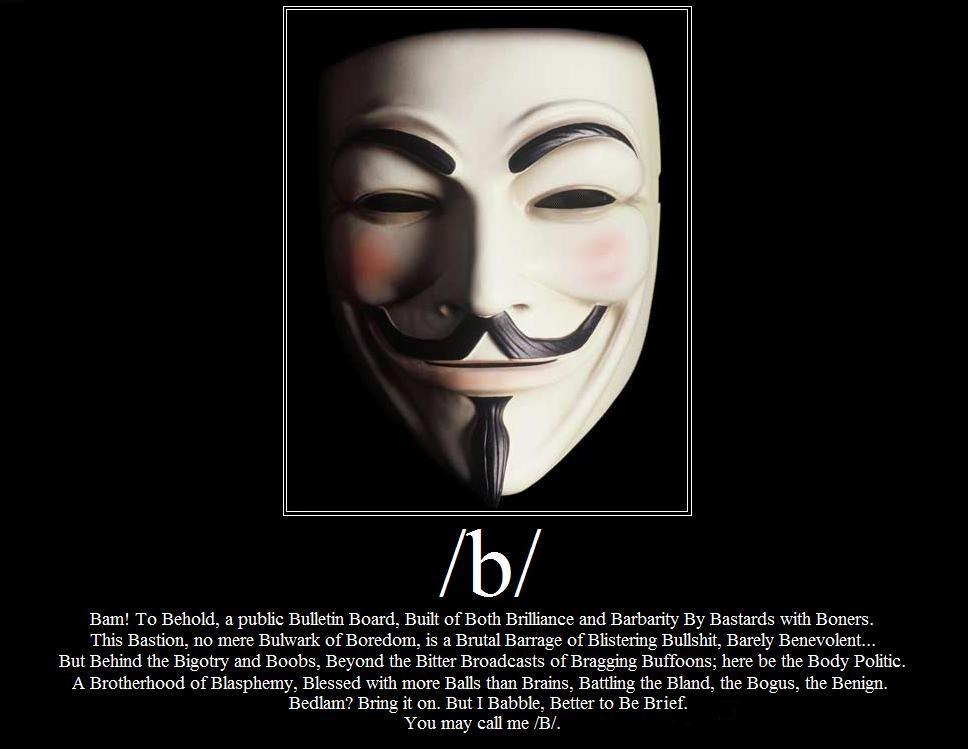 /b/
Bam! To Behold, a public Bulletin Board, Built of Both Brilliance and Barbarity By Bastards with Boners.
This Bastion, no mere Bulwark of Boredom, is a Brutal Barrage of Blistering Bullshit, Barely Benevolent...
But Behind the Bigotry and Boobs, Beyond the Bitter Broadcasts of Bragging Buffoons; here be the Body Politic.
A Brotherhood of Blasphemy, Blessed with more Balls than Brains, Battling the Bland, the Bogus, the Benign.
Bedlam? Bring it on. But I Babble, Better to Be Brief.
You may call me /B/.